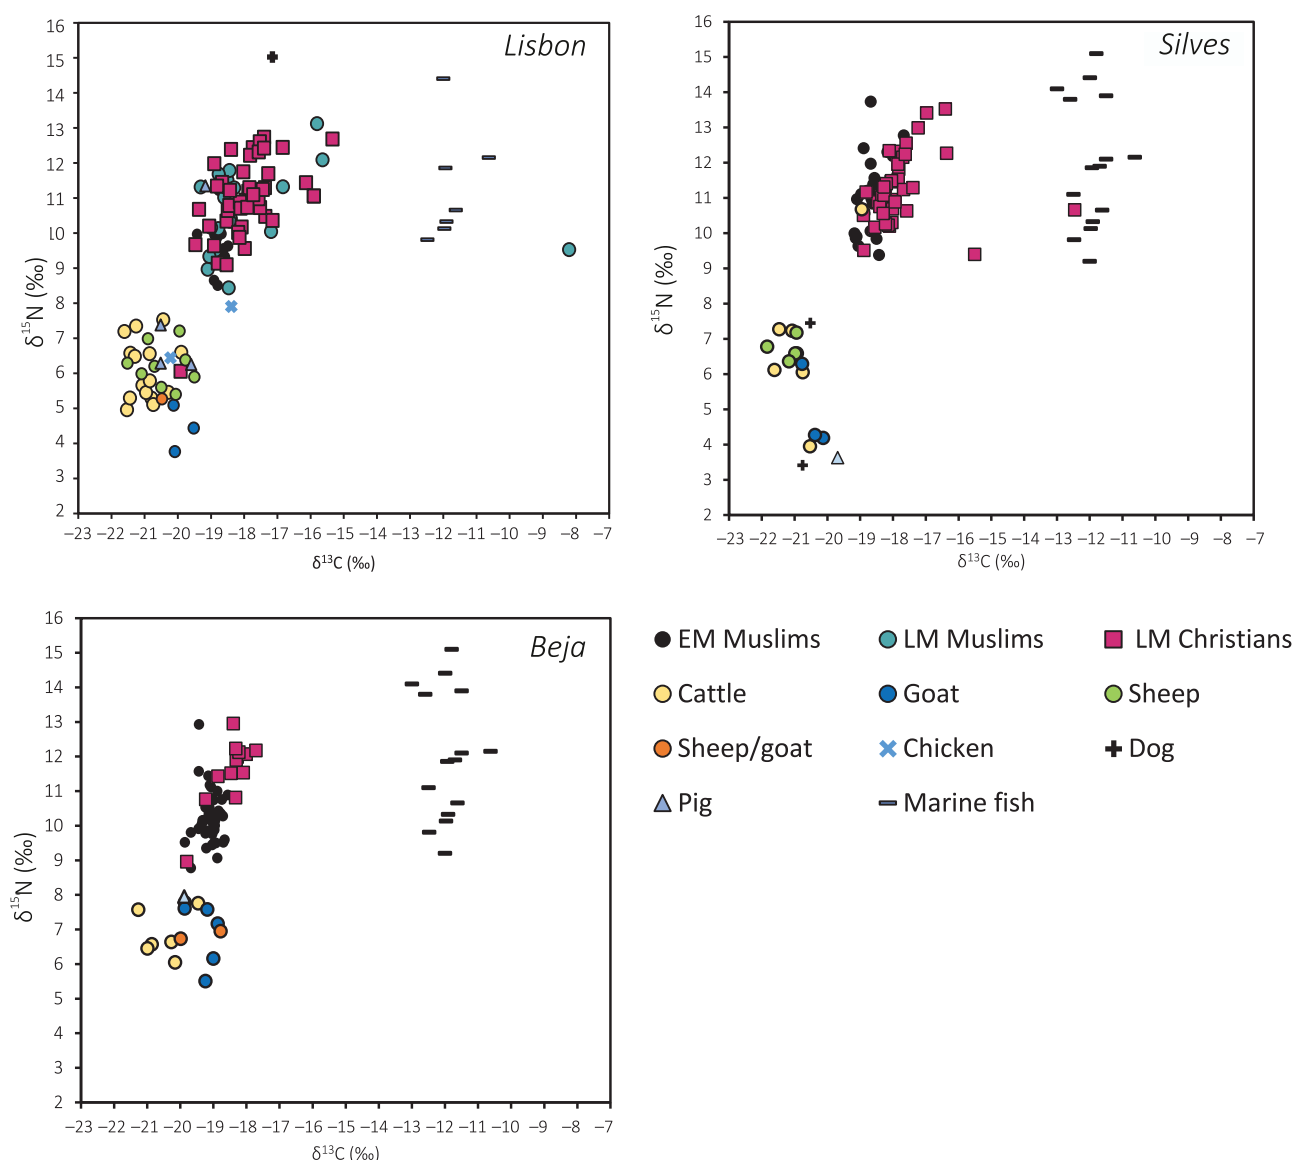 Lisbon
16
15
14
13
12
11
10
9
8
7
6
5
4
3
2
δ15N (‰)
−23 −22 −21 −20 −19 −18 −17 −16 −15 −14 −13 −12 −11 −10 −9 −8 −7
δ13C (‰)
Silves
16
15
14
13
12
11
10
9
8
7
6
5
4
3
2
δ15N (‰)
−23 −22 −21 −20 −19 −18 −17 −16 −15 −14 −13 −12 −11 −10 −9 −8 −7
δ13C (‰)
Beja
16
15
14
13
12
11
10
9
8
7
6
5
4
3
2
δ15N (‰)
−23 −22 −21 −20 −19 −18 −17 −16 −15 −14 −13 −12 −11 −10 −9 −8 −7
δ13C (‰)
EM Muslims LM Muslims LM Christians
Cattle Goat Sheep
Sheep/goat Chicken Dog
Pig Marine fish